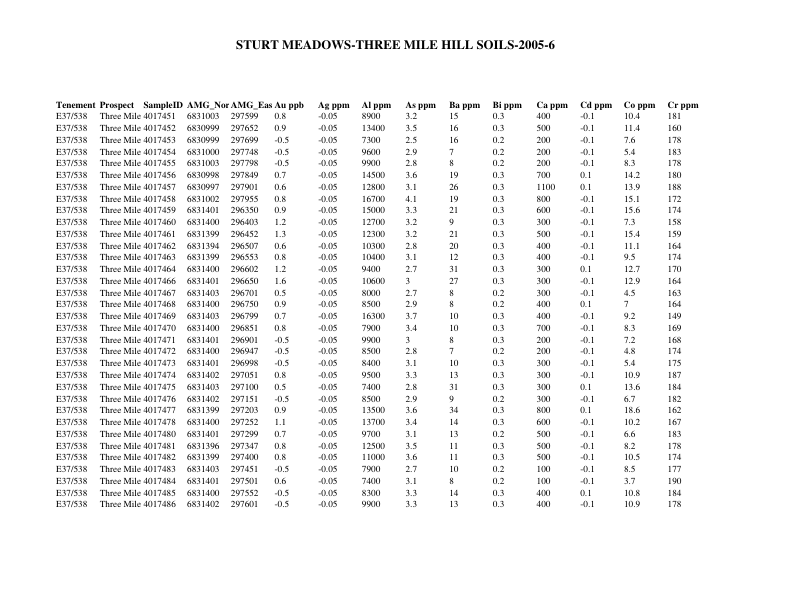 STURT MEADOWS-THREE MILE HILL SOILS-2005-6
Tenement Prospect SampleID AMG_Nor AMG_Eas Au ppb Ag ppm Al ppm As ppm Ba ppm Bi ppm Ca ppm Cd ppm Co ppm Cr ppm
E37/538 Three Mile 4017451 6831003 297599 0.8 -0.05 8900 3.2 15 0.3 400 -0.1 10.4 181
E37/538 Three Mile 4017452 6830999 297652 0.9 -0.05 13400 3.5 16 0.3 500 -0.1 11.4 160
E37/538 Three Mile 4017453 6830999 297699 -0.5 -0.05 7300 2.5 16 0.2 200 -0.1 7.6 178
E37/538 Three Mile 4017454 6831000 297748 -0.5 -0.05 9600 2.9 7 0.2 200 -0.1 5.4 183
E37/538 Three Mile 4017455 6831003 297798 -0.5 -0.05 9900 2.8 8 0.2 200 -0.1 8.3 178
E37/538 Three Mile 4017456 6830998 297849 0.7 -0.05 14500 3.6 19 0.3 700 0.1 14.2 180
E37/538 Three Mile 4017457 6830997 297901 0.6 -0.05 12800 3.1 26 0.3 1100 0.1 13.9 188
E37/538 Three Mile 4017458 6831002 297955 0.8 -0.05 16700 4.1 19 0.3 800 -0.1 15.1 172
E37/538 Three Mile 4017459 6831401 296350 0.9 -0.05 15000 3.3 21 0.3 600 -0.1 15.6 174
E37/538 Three Mile 4017460 6831400 296403 1.2 -0.05 12700 3.2 9 0.3 300 -0.1 7.3 158
E37/538 Three Mile 4017461 6831399 296452 1.3 -0.05 12300 3.2 21 0.3 500 -0.1 15.4 159
E37/538 Three Mile 4017462 6831394 296507 0.6 -0.05 10300 2.8 20 0.3 400 -0.1 11.1 164
E37/538 Three Mile 4017463 6831399 296553 0.8 -0.05 10400 3.1 12 0.3 400 -0.1 9.5 174
E37/538 Three Mile 4017464 6831400 296602 1.2 -0.05 9400 2.7 31 0.3 300 0.1 12.7 170
E37/538 Three Mile 4017466 6831401 296650 1.6 -0.05 10600 3 27 0.3 300 -0.1 12.9 164
E37/538 Three Mile 4017467 6831403 296701 0.5 -0.05 8000 2.7 8 0.2 300 -0.1 4.5 163
E37/538 Three Mile 4017468 6831403 296750 0.9 -0.05 8500 2.9 8 0.2 400 0.1 7 164
E37/538 Three Mile 4017469 6831403 296799 0.7 -0.05 16300 3.7 10 0.3 400 -0.1 9.2 149
E37/538 Three Mile 4017470 6831400 296851 0.8 -0.05 7900 3.4 10 0.3 700 -0.1 8.3 169
E37/538 Three Mile 4017471 6831401 296901 -0.5 -0.05 9900 3 8 0.2 200 -0.1 7.2 168
E37/538 Three Mile 4017472 6831400 296947 -0.5 -0.05 8500 2.8 7 0.2 200 -0.1 4.8 174
E37/538 Three Mile 4017473 6831401 296998 -0.5 -0.05 8400 3.1 10 0.3 300 -0.1 5.4 175
E37/538 Three Mile 4017474 6831402 297051 0.8 -0.05 9500 3.3 13 0.3 300 -0.1 10.9 187
E37/538 Three Mile 4017475 6831403 297100 0.5 -0.05 7400 2.8 31 0.3 300 0.1 13.6 184
E37/538 Three Mile 4017476 6831402 297151 -0.5 -0.05 8500 2.9 9 0.2 300 -0.1 6.7 182
E37/538 Three Mile 4017477 6831399 297203 0.9 -0.05 13500 3.6 34 0.3 800 0.1 18.6 162
E37/538 Three Mile 4017478 6831400 297252 1.1 -0.05 13700 3.4 14 0.3 600 -0.1 10.2 167
E37/538 Three Mile 4017480 6831401 297299 0.7 -0.05 9700 3.1 13 0.2 500 -0.1 6.6 183
E37/538 Three Mile 4017481 6831396 297347 0.8 -0.05 12500 3.5 11 0.3 500 -0.1 8.2 178
E37/538 Three Mile 4017482 6831399 297400 0.8 -0.05 11000 3.6 11 0.3 500 -0.1 10.5 174
E37/538 Three Mile 4017483 6831403 297451 -0.5 -0.05 7900 2.7 10 0.2 100 -0.1 8.5 177
E37/538 Three Mile 4017484 6831401 297501 0.6 -0.05 7400 3.1 8 0.2 100 -0.1 3.7 190
E37/538 Three Mile 4017485 6831400 297552 -0.5 -0.05 8300 3.3 14 0.3 400 0.1 10.8 184
E37/538 Three Mile 4017486 6831402 297601 -0.5 -0.05 9900 3.3 13 0.3 400 -0.1 10.9 178